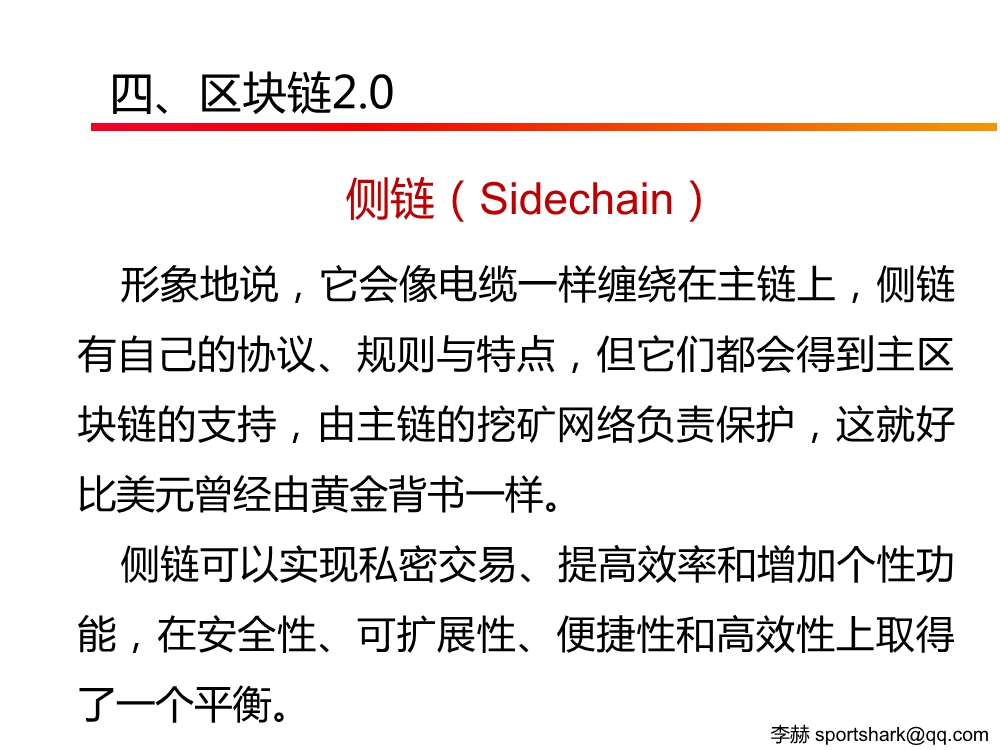 四、区块链2.0
侧链（Sidechain）
形象地说，它会像电缆一样缠绕在主链上，侧链
有自己的协议、规则与特点，但它们都会得到主区
块链的支持，由主链的挖矿网络负责保护，这就好
比美元曾经由黄金背书一样。
侧链可以实现私密交易、提高效率和增加个性功
能，在安全性、可扩展性、便捷性和高效性上取得
了一个平衡。
李赫 sportshark@qq.com